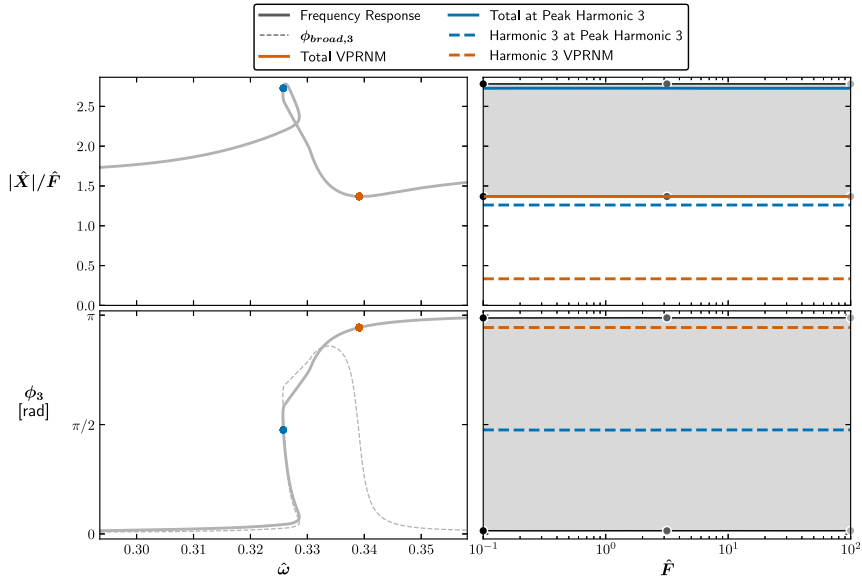 Frequency Response
ϕ_broad,3
Total VPRNM
Total at Peak Harmonic 3
Harmonic 3 at Peak Harmonic 3
Harmonic 3 VPRNM
2.5
2.0
1.5
1.0
0.5
0.0
|X̂|/F̂
π
π/2
0
ϕ₃
[rad]
0.30 0.31 0.32 0.33 0.34 0.35
ω̂
10⁻¹ 10⁰ 10¹ 10²
F̂